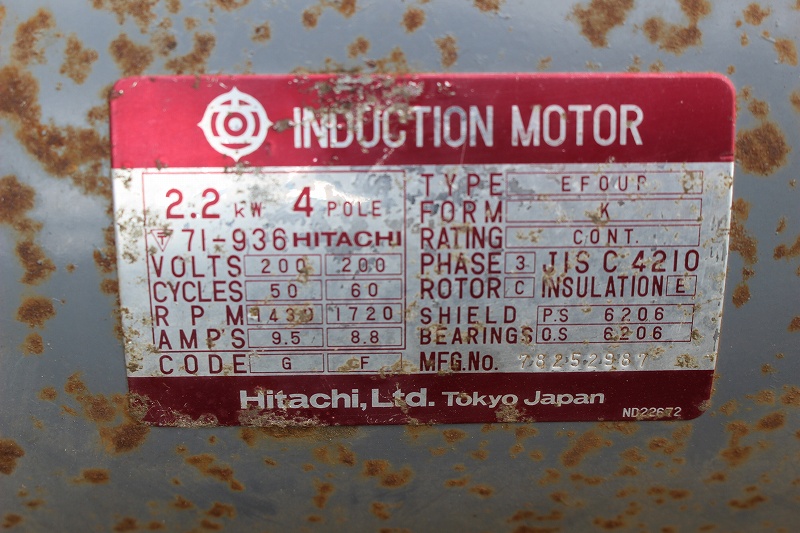 INDUCTION MOTOR
2.2 kW 4 POLE
71-936 HITACHI
VOLTS 200 200
CYCLES 50 60
RPM 1430 1720
AMP'S 9.5 8.8
CODE G F
TYPE EFOUP
FORM K
RATING CONT.
PHASE 3 JIS C 4210
ROTOR C INSULATION E
SHIELD P.S 6206
BEARINGS O.S 6206
MFG.No. 78252987
Hitachi, Ltd. Tokyo Japan
ND22672